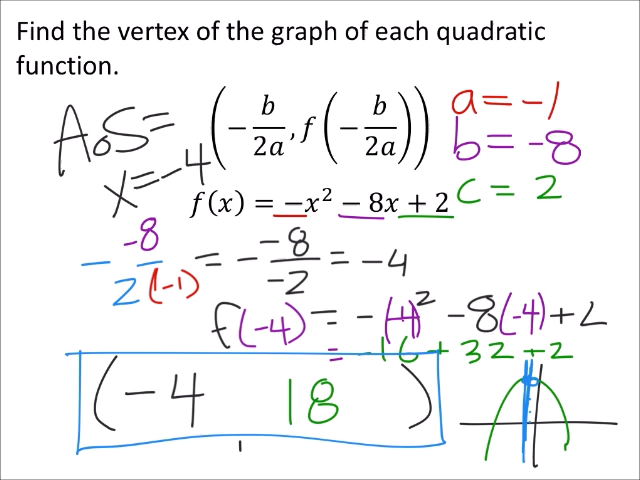 Find the vertex of the graph of each quadratic
function.
AoS=
x=-4
(-b/2a, f(-b/2a))
a=-1
b=-8
c=2
f(x) = -x² - 8x + 2
- -8/2(-1) = - -8/-2 = -4
f(-4) = -(-4)² -8(-4)+2
= -16+32+2
(-4 , 18)